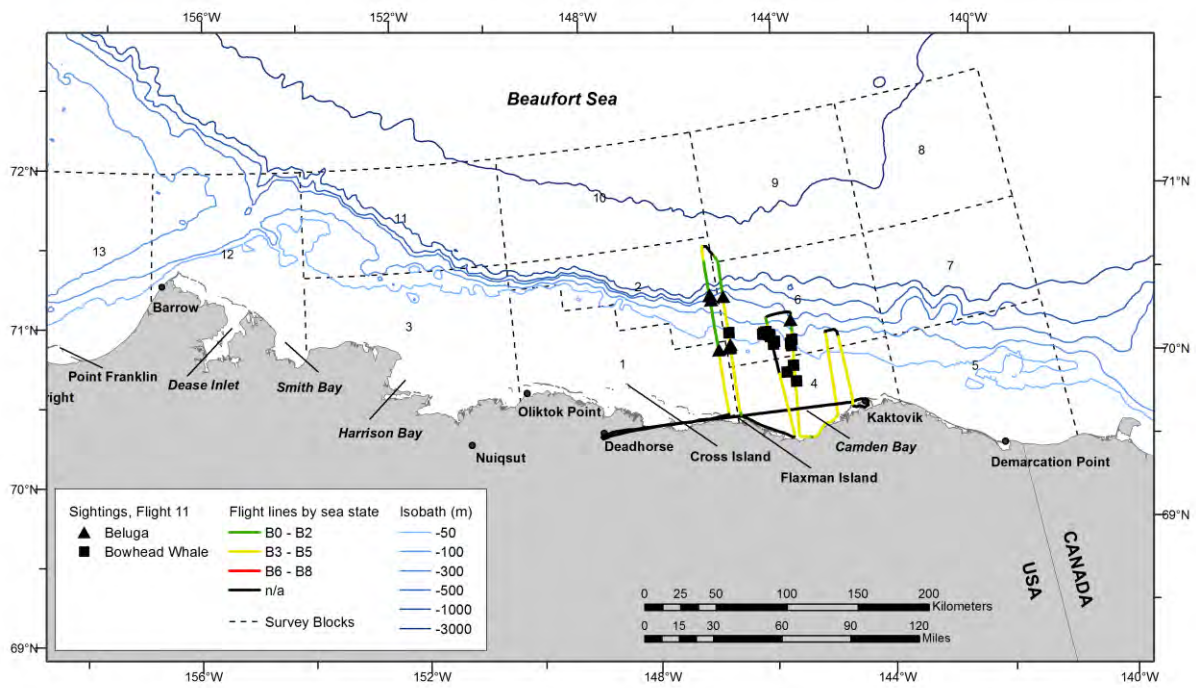 156°W 152°W 148°W 144°W 140°W
Beaufort Sea
8
9
72°N
71°N
10
11
13
12
7
2
6
Barrow
71°N
3
70°N
Point Franklin
1
5
right
Dease Inlet
Smith Bay
4
Oliktok Point
Kaktovik
Harrison Bay
Deadhorse
Camden Bay
Nuiqsut
Cross Island
Demarcation Point
Flaxman Island
70°N
69°N
Sightings, Flight 11
Beluga
Bowhead Whale
Flight lines by sea state
B0 - B2
B3 - B5
B6 - B8
n/a
Survey Blocks
Isobath (m)
-50
-100
-300
-500
-1000
-3000
CANADA
USA
0 25 50 100 150 200
Kilometers
0 15 30 60 90 120
Miles
69°N
156°W 152°W 148°W 144°W 140°W